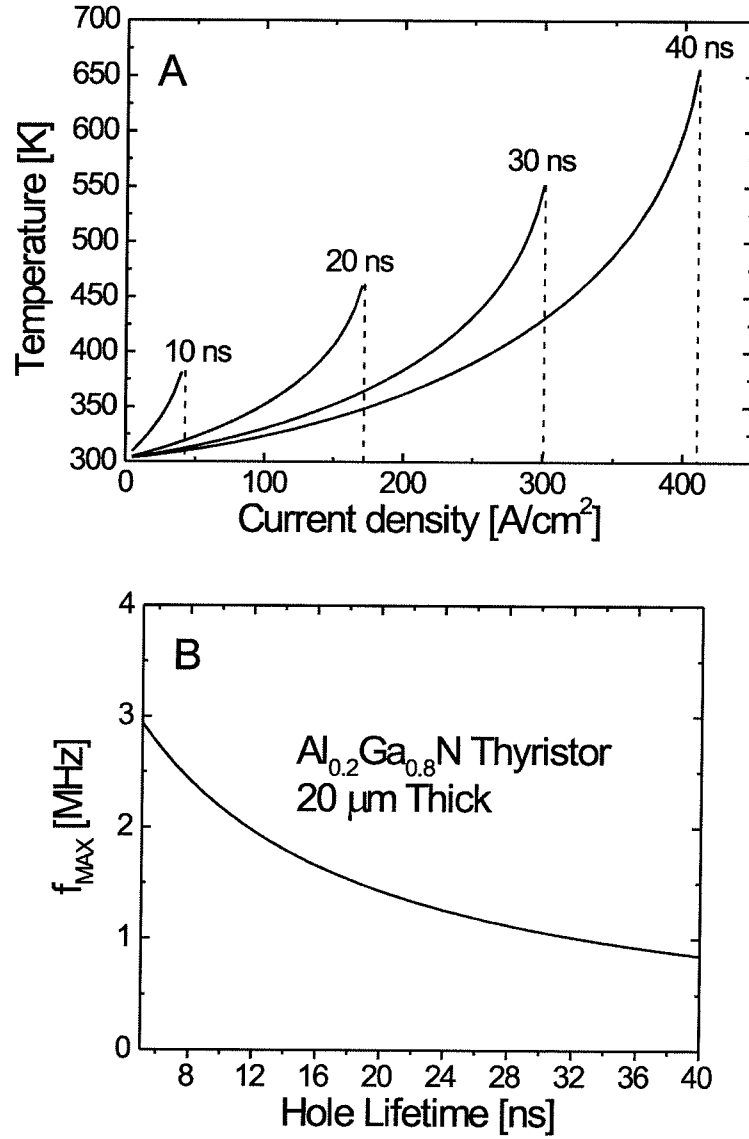 A
Temperature [K]
700
650
600
550
500
450
400
350
300
10 ns
20 ns
30 ns
40 ns
0
100
200
300
400
Current density [A/cm²]
B
f_MAX [MHz]
4
3
2
1
0
Al₀.₂Ga₀.₈N Thyristor
20 µm Thick
8
12
16
20
24
28
32
36
40
Hole Lifetime [ns]